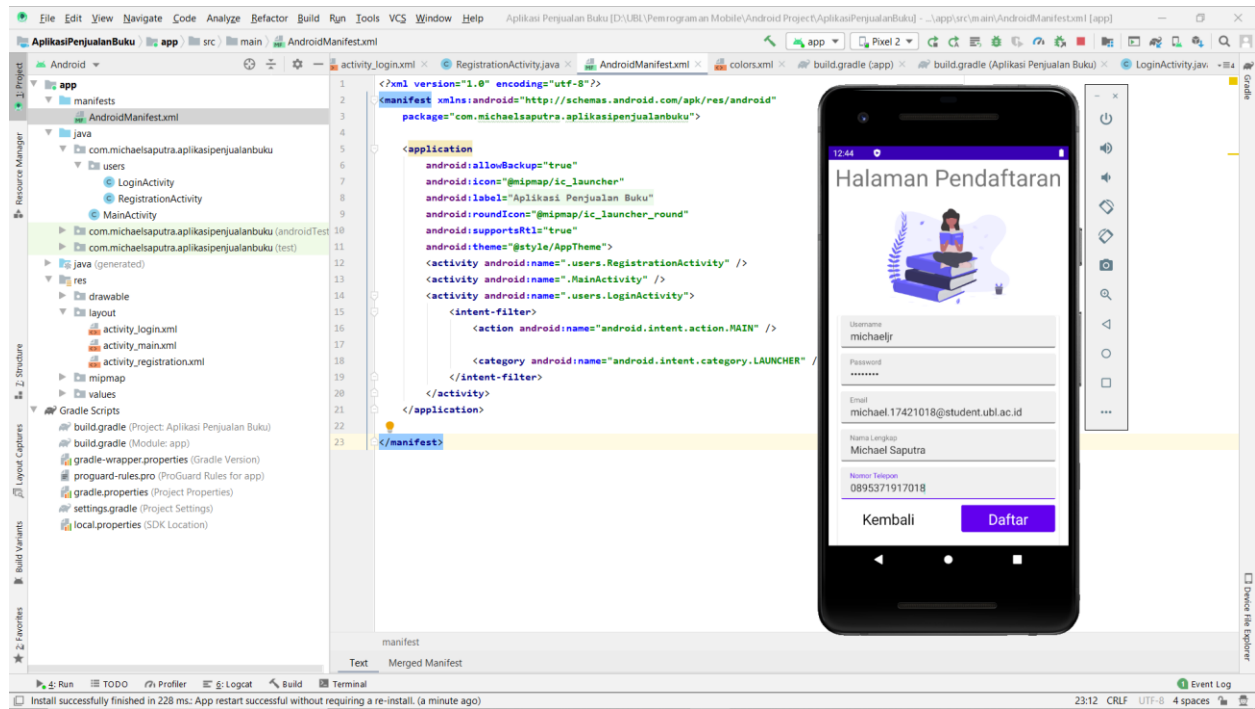 File Edit View Navigate Code Analyze Refactor Build Run Tools VCS Window Help Aplikasi Penjualan Buku [D:\UBL\Pemrograman Mobile\Android Project\AplikasiPenjualanBuku] - ...\app\src\main\AndroidManifest.xml [app]
AplikasiPenjualanBuku app src main AndroidManifest.xml app Pixel 2
Android activity_login.xml RegistrationActivity.java AndroidManifest.xml colors.xml build.gradle (app) build.gradle (Aplikasi Penjualan Buku) LoginActivity.jav
1: Project
Resource Manager
Z: Structure
Layout Captures
Build Variants
2: Favorites
app
manifests
AndroidManifest.xml
java
com.michaelsaputra.aplikasipenjualanbuku
users
LoginActivity
RegistrationActivity
MainActivity
com.michaelsaputra.aplikasipenjualanbuku (androidTest
com.michaelsaputra.aplikasipenjualanbuku (test)
java (generated)
res
drawable
layout
activity_login.xml
activity_main.xml
activity_registration.xml
mipmap
values
Gradle Scripts
build.gradle (Project: Aplikasi Penjualan Buku)
build.gradle (Module: app)
gradle-wrapper.properties (Gradle Version)
proguard-rules.pro (ProGuard Rules for app)
gradle.properties (Project Properties)
settings.gradle (Project Settings)
local.properties (SDK Location)
1 <?xml version="1.0" encoding="utf-8"?>
2 <manifest xmlns:android="http://schemas.android.com/apk/res/android"
3 package="com.michaelsaputra.aplikasipenjualanbuku">
4
5 <application
6 android:allowBackup="true"
7 android:icon="@mipmap/ic_launcher"
8 android:label="Aplikasi Penjualan Buku"
9 android:roundIcon="@mipmap/ic_launcher_round"
10 android:supportsRtl="true"
11 android:theme="@style/AppTheme">
12 <activity android:name=".users.RegistrationActivity" />
13 <activity android:name=".MainActivity" />
14 <activity android:name=".users.LoginActivity">
15 <intent-filter>
16 <action android:name="android.intent.action.MAIN" />
17
18 <category android:name="android.intent.category.LAUNCHER" /
19 </intent-filter>
20 </activity>
21 </application>
22
23 </manifest>
12:44
Halaman Pendaftaran
Username
michaeljr
Password
••••••••
Email
michael.17421018@student.ubl.ac.id
Nama Lengkap
Michael Saputra
Nomor Telepon
0895371917018
Kembali Daftar
Gradle
Device File Explorer
manifest
Text Merged Manifest
4: Run TODO Profiler 6: Logcat Build Terminal 1 Event Log
Install successfully finished in 228 ms.: App restart successful without requiring a re-install. (a minute ago) 23:12 CRLF UTF-8 4 spaces